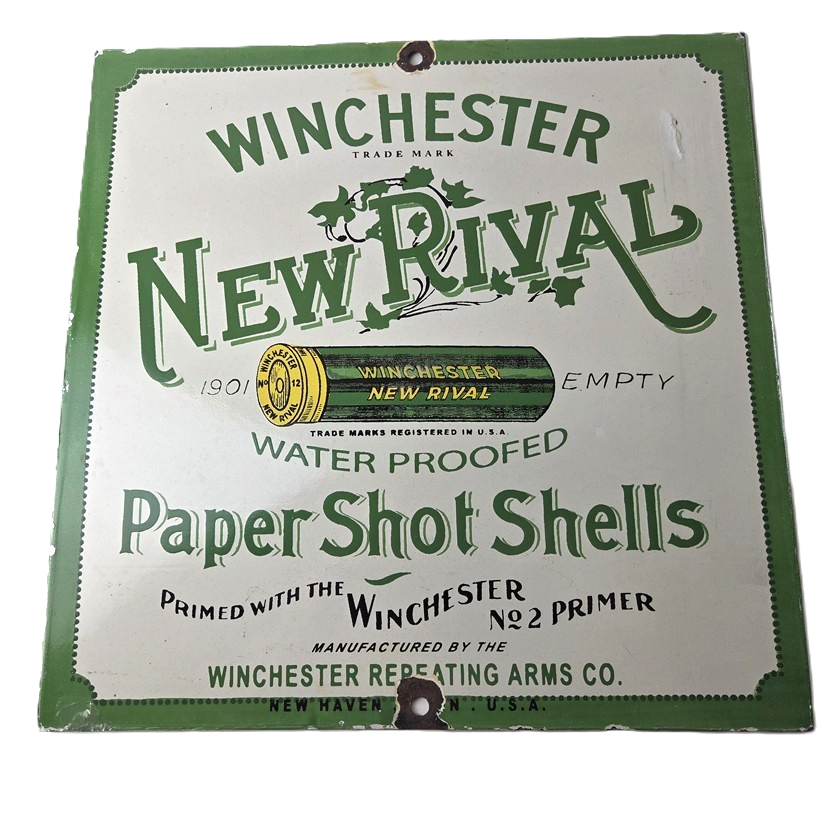 WINCHESTER
TRADE MARK
NEW RIVAL
1901
WINCHESTER
No 12
NEW RIVAL
WINCHESTER
NEW RIVAL
EMPTY
TRADE MARKS REGISTERED IN U.S.A
WATER PROOFED
Paper Shot Shells
PRIMED WITH THE WINCHESTER No 2 PRIMER
MANUFACTURED BY THE
WINCHESTER REPEATING ARMS CO.
NEW HAVEN . U.S.A.